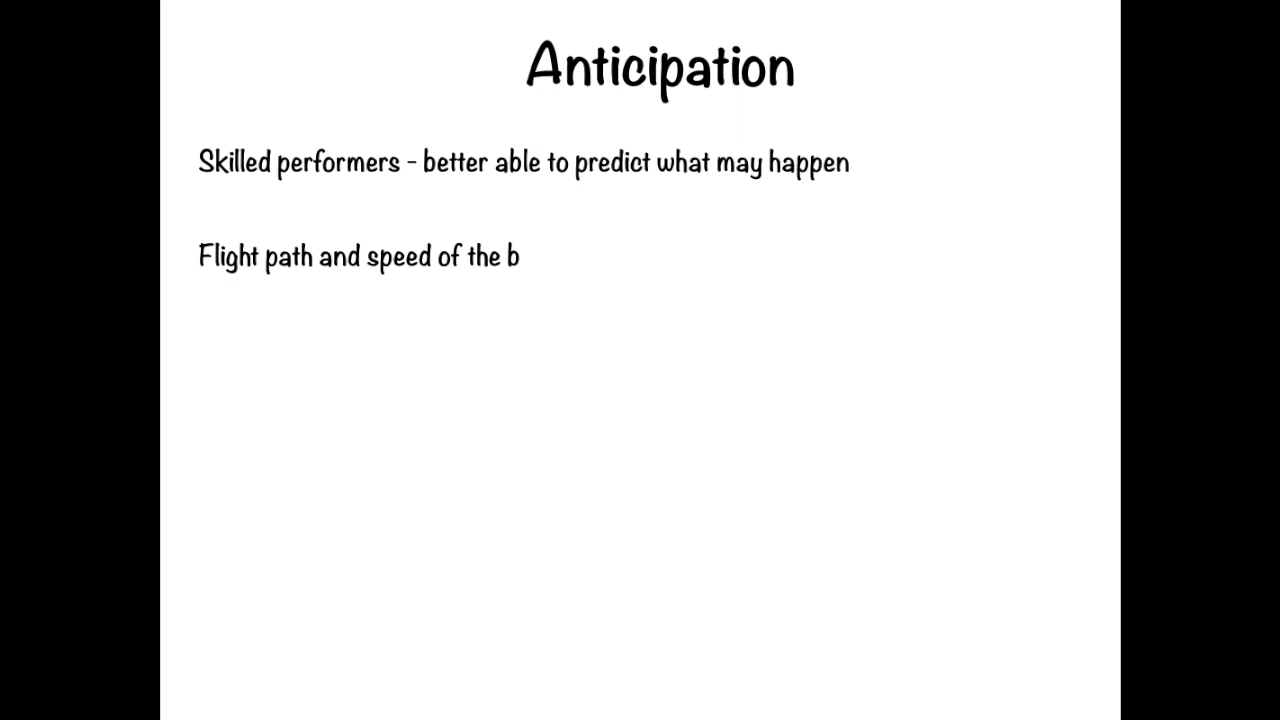 Anticipation
Skilled performers - better able to predict what may happen
Flight path and speed of the b